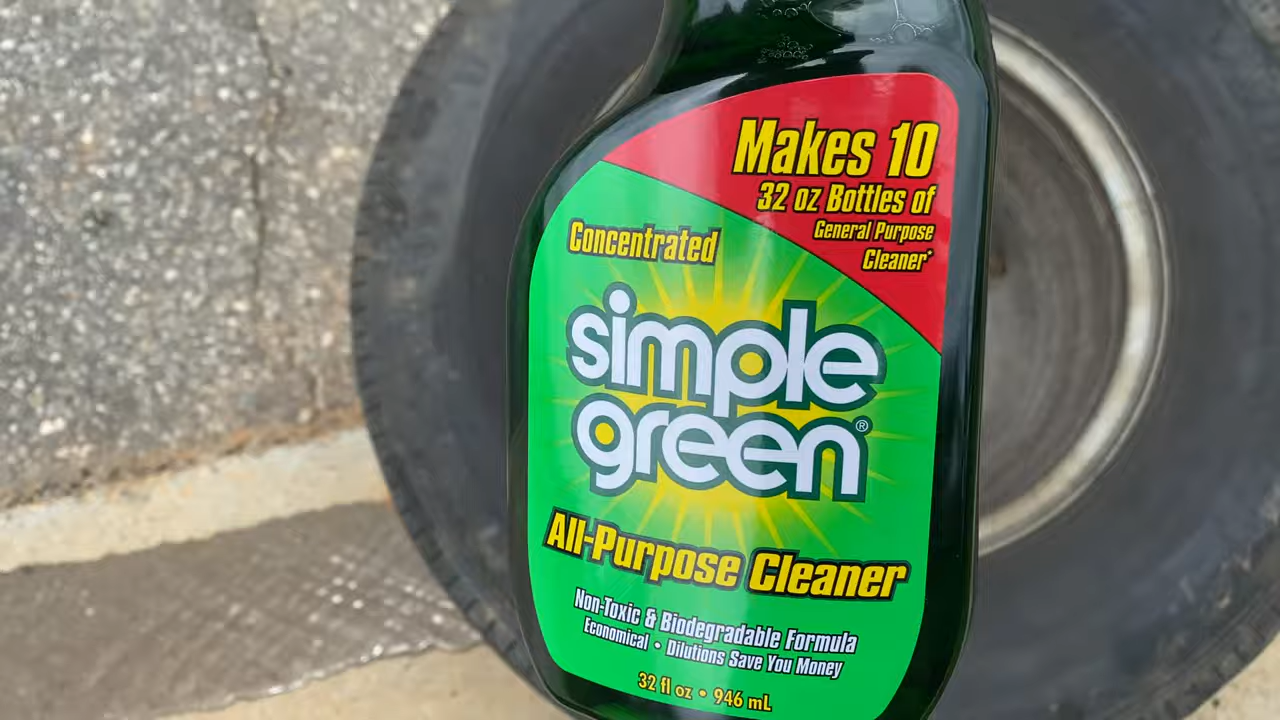 Makes 10
32 oz Bottles of
General Purpose
Cleaner*
Concentrated
simple
green®
All-Purpose Cleaner
Non-Toxic & Biodegradable Formula
Economical • Dilutions Save You Money
32 fl oz • 946 mL